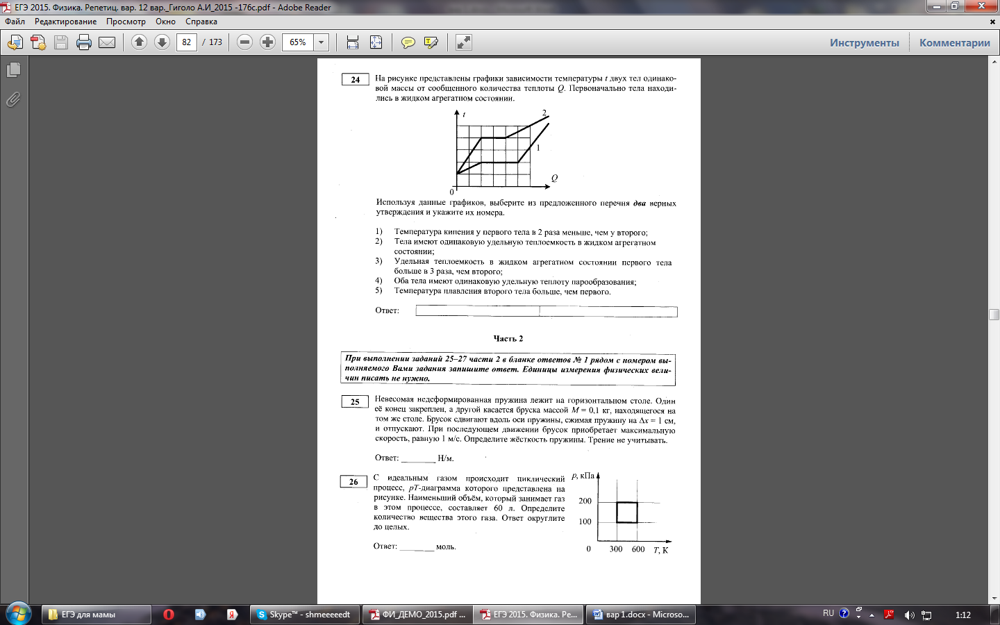 ЕГЭ 2015. Физика. Репетиц. вар. 12 вар._Гиголо А.И_2015 -176с.pdf - Adobe Reader
Файл Редактирование Просмотр Окно Справка
82 / 173 65% Инструменты Комментарии
24 На рисунке представлены графики зависимости температуры t двух тел одинако-
вой массы от сообщенного количества теплоты Q. Первоначально тела находи-
лись в жидком агрегатном состоянии.
t
2
1
Q
0
Используя данные графиков, выберите из предложенного перечня два верных
утверждения и укажите их номера.
1) Температура кипения у первого тела в 2 раза меньше, чем у второго;
2) Тела имеют одинаковую удельную теплоемкость в жидком агрегатном
состоянии;
3) Удельная теплоемкость в жидком агрегатном состоянии первого тела
больше в 3 раза, чем второго;
4) Оба тела имеют одинаковую удельную теплоту парообразования;
5) Температура плавления второго тела больше, чем первого.
Ответ:
Часть 2
При выполнении заданий 25–27 части 2 в бланке ответов № 1 рядом с номером вы-
полняемого Вами задания запишите ответ. Единицы измерения физических вели-
чин писать не нужно.
25 Невесомая недеформированная пружина лежит на горизонтальном столе. Один
её конец закреплен, а другой касается бруска массой M = 0,1 кг, находящегося на
том же столе. Брусок сдвигают вдоль оси пружины, сжимая пружину на Δx = 1 см,
и отпускают. При последующем движении брусок приобретает максимальную
скорость, равную 1 м/с. Определите жёсткость пружины. Трение не учитывать.
Ответ: ________ Н/м.
26 С идеальным газом происходит циклический
процесс, pT-диаграмма которого представлена на
рисунке. Наименьший объём, который занимает газ
в этом процессе, составляет 60 л. Определите
количество вещества этого газа. Ответ округлите
до целых.
Ответ: ________ моль.
p, кПа
200
100
0 300 600 T, К
ЕГЭ для мамы Skype™ - shmeeeeedt ФИ_ДЕМО_2015.pdf ... ЕГЭ 2015. Физика. Ре... вар 1.docx - Microso... RU 1:12